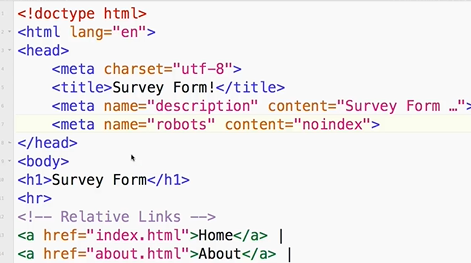 <!doctype html>
<html lang="en">
<head>
<meta charset="utf-8">
<title>Survey Form!</title>
<meta name="description" content="Survey Form …">
<meta name="robots" content="noindex">
</head>
<body>
<h1>Survey Form</h1>
<hr>
<!-- Relative Links -->
<a href="index.html">Home</a> |
<a href="about.html">About</a> |